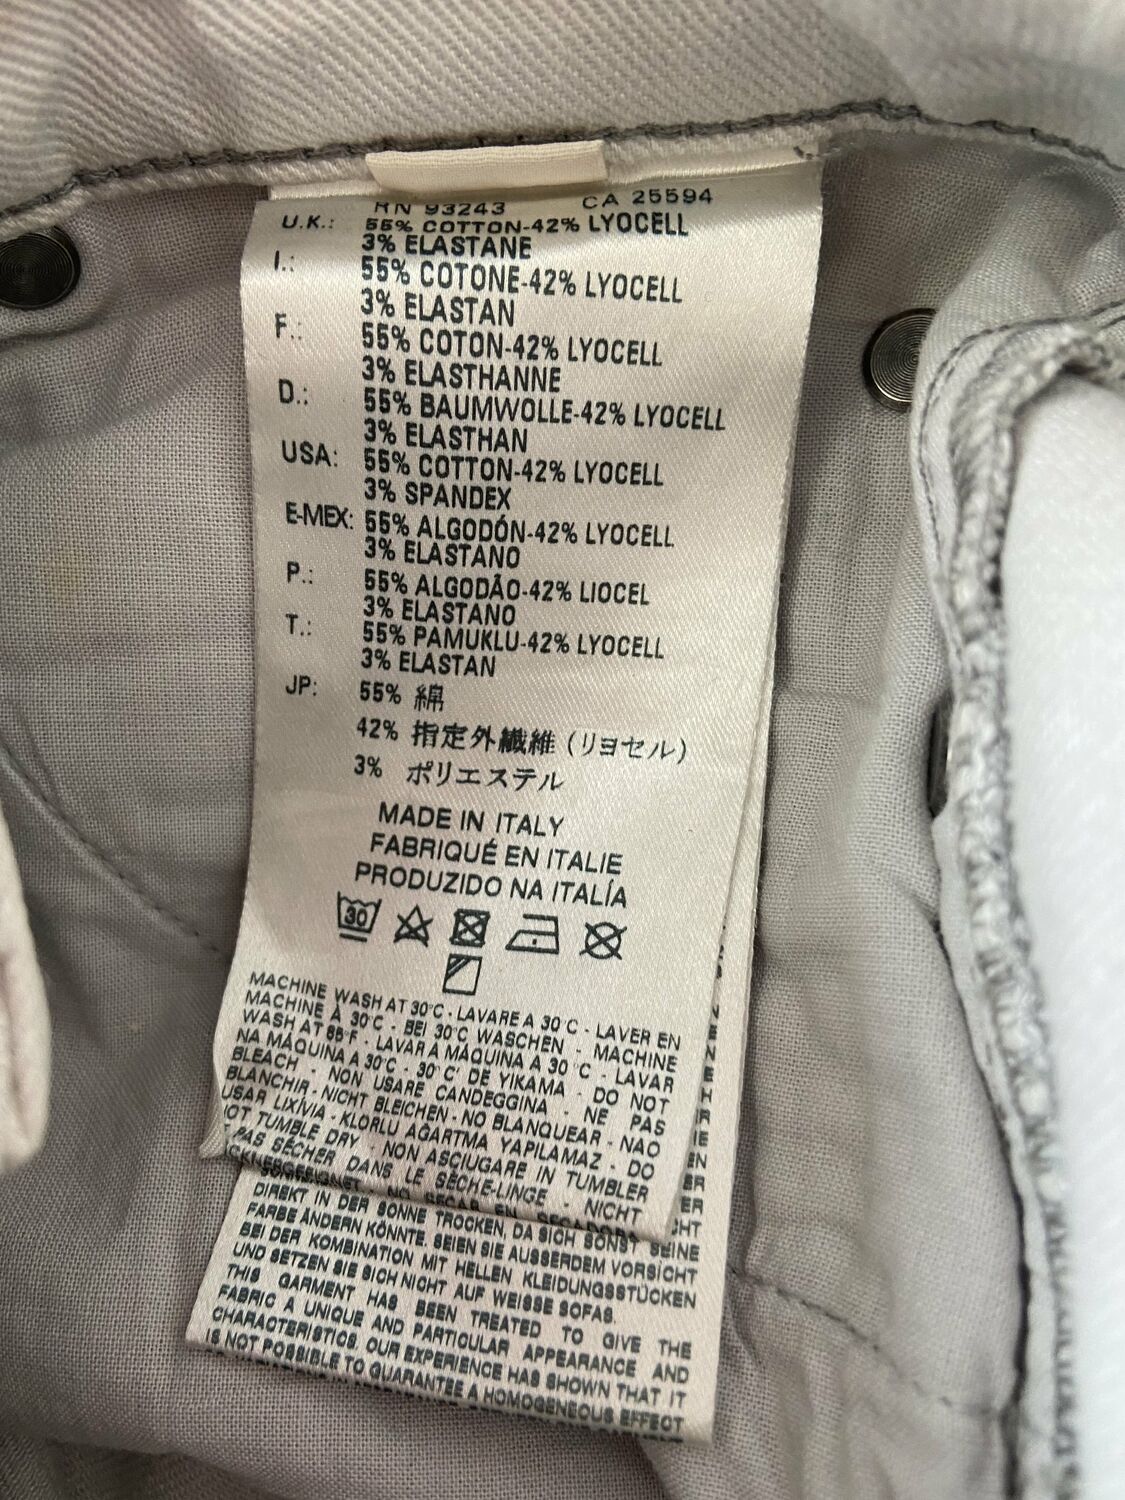 RN 93243 CA 25594
U.K.: 55% COTTON-42% LYOCELL
3% ELASTANE
I.: 55% COTONE-42% LYOCELL
3% ELASTAN
F.: 55% COTON-42% LYOCELL
3% ELASTHANNE
D.: 55% BAUMWOLLE-42% LYOCELL
3% ELASTHAN
USA: 55% COTTON-42% LYOCELL
3% SPANDEX
E-MEX: 55% ALGODÓN-42% LYOCELL
3% ELASTANO
P.: 55% ALGODÃO-42% LIOCEL
3% ELASTANO
T.: 55% PAMUKLU-42% LYOCELL
3% ELASTAN
JP: 55% 綿
42% 指定外繊維 (リヨセル)
3% ポリエステル
MADE IN ITALY
FABRIQUÉ EN ITALIE
PRODUZIDO NA ITALÍA
30
MACHINE WASH AT 30°C - LAVARE A 30°C - LAVER EN
MACHINE À 30°C - BEI 30°C WASCHEN - MACHINE
WASH AT 85°F - LAVAR A MÁQUINA A 30°C - LAVAR
NA MÁQUINA A 30°C - 30°C' DE YIKAMA - DO NOT
BLEACH - NON USARE CANDEGGINA - NE PAS
BLANCHIR - NICHT BLEICHEN - NO BLANQUEAR - NAO
USAR LIXÍVIA - KLORLU AĞARTMA YAPILAMAZ - DO
NOT TUMBLE DRY - NON ASCIUGARE IN TUMBLER
PAS SÉCHER DANS LE SÈCHE-LINGE - NICHT
DIREKT IN DER SONNE TROCKEN, DA SICH SONST SEINE
FARBE ÄNDERN KÖNNTE. SEIEN SIE AUSSERDEM VORSICHT
BEI DER KOMBINATION MIT HELLEN KLEIDUNGSSTÜCKEN
UND SETZEN SIE SICH NICHT AUF WEISSE SOFAS.
THIS GARMENT HAS BEEN TREATED TO GIVE THE
FABRIC A UNIQUE AND PARTICULAR APPEARANCE AND
CHARACTERISTICS. OUR EXPERIENCE HAS SHOWN THAT IT
IS NOT POSSIBLE TO GUARANTEE A HOMOGENEOUS EFFECT